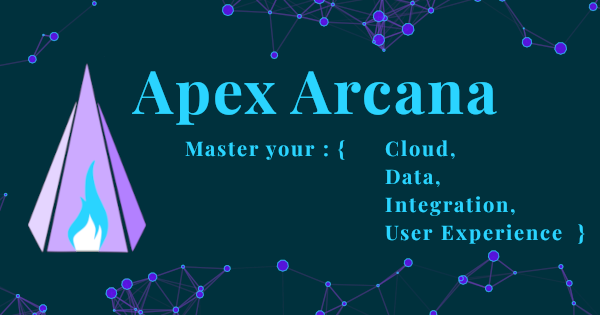 Apex Arcana
Master your : { Cloud,
Data,
Integration,
User Experience }